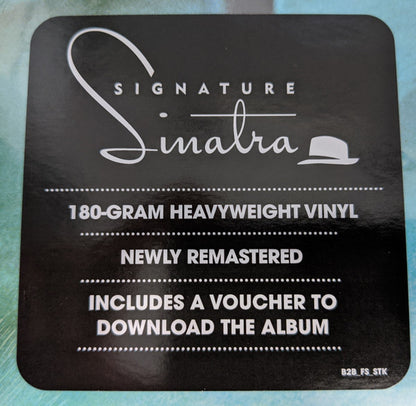 SIGNATURE
Sinatra
180-GRAM HEAVYWEIGHT VINYL
NEWLY REMASTERED
INCLUDES A VOUCHER TO
DOWNLOAD THE ALBUM
B2B_FS_STK